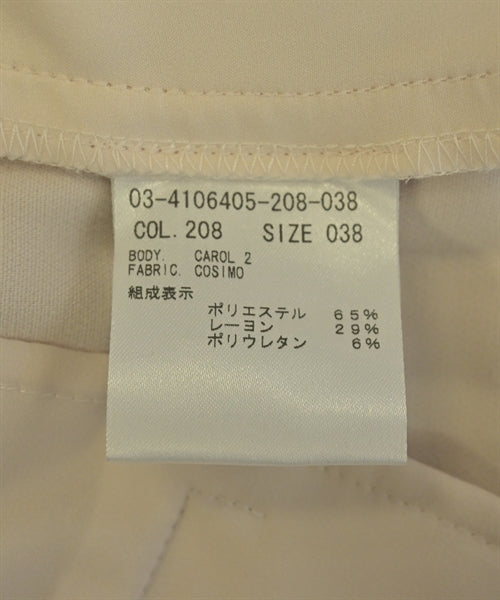 03-4106405-208-038
COL.208 SIZE 038
BODY. CAROL 2
FABRIC. COSIMO
組成表示
ポリエステル 65%
レーヨン 29%
ポリウレタン 6%